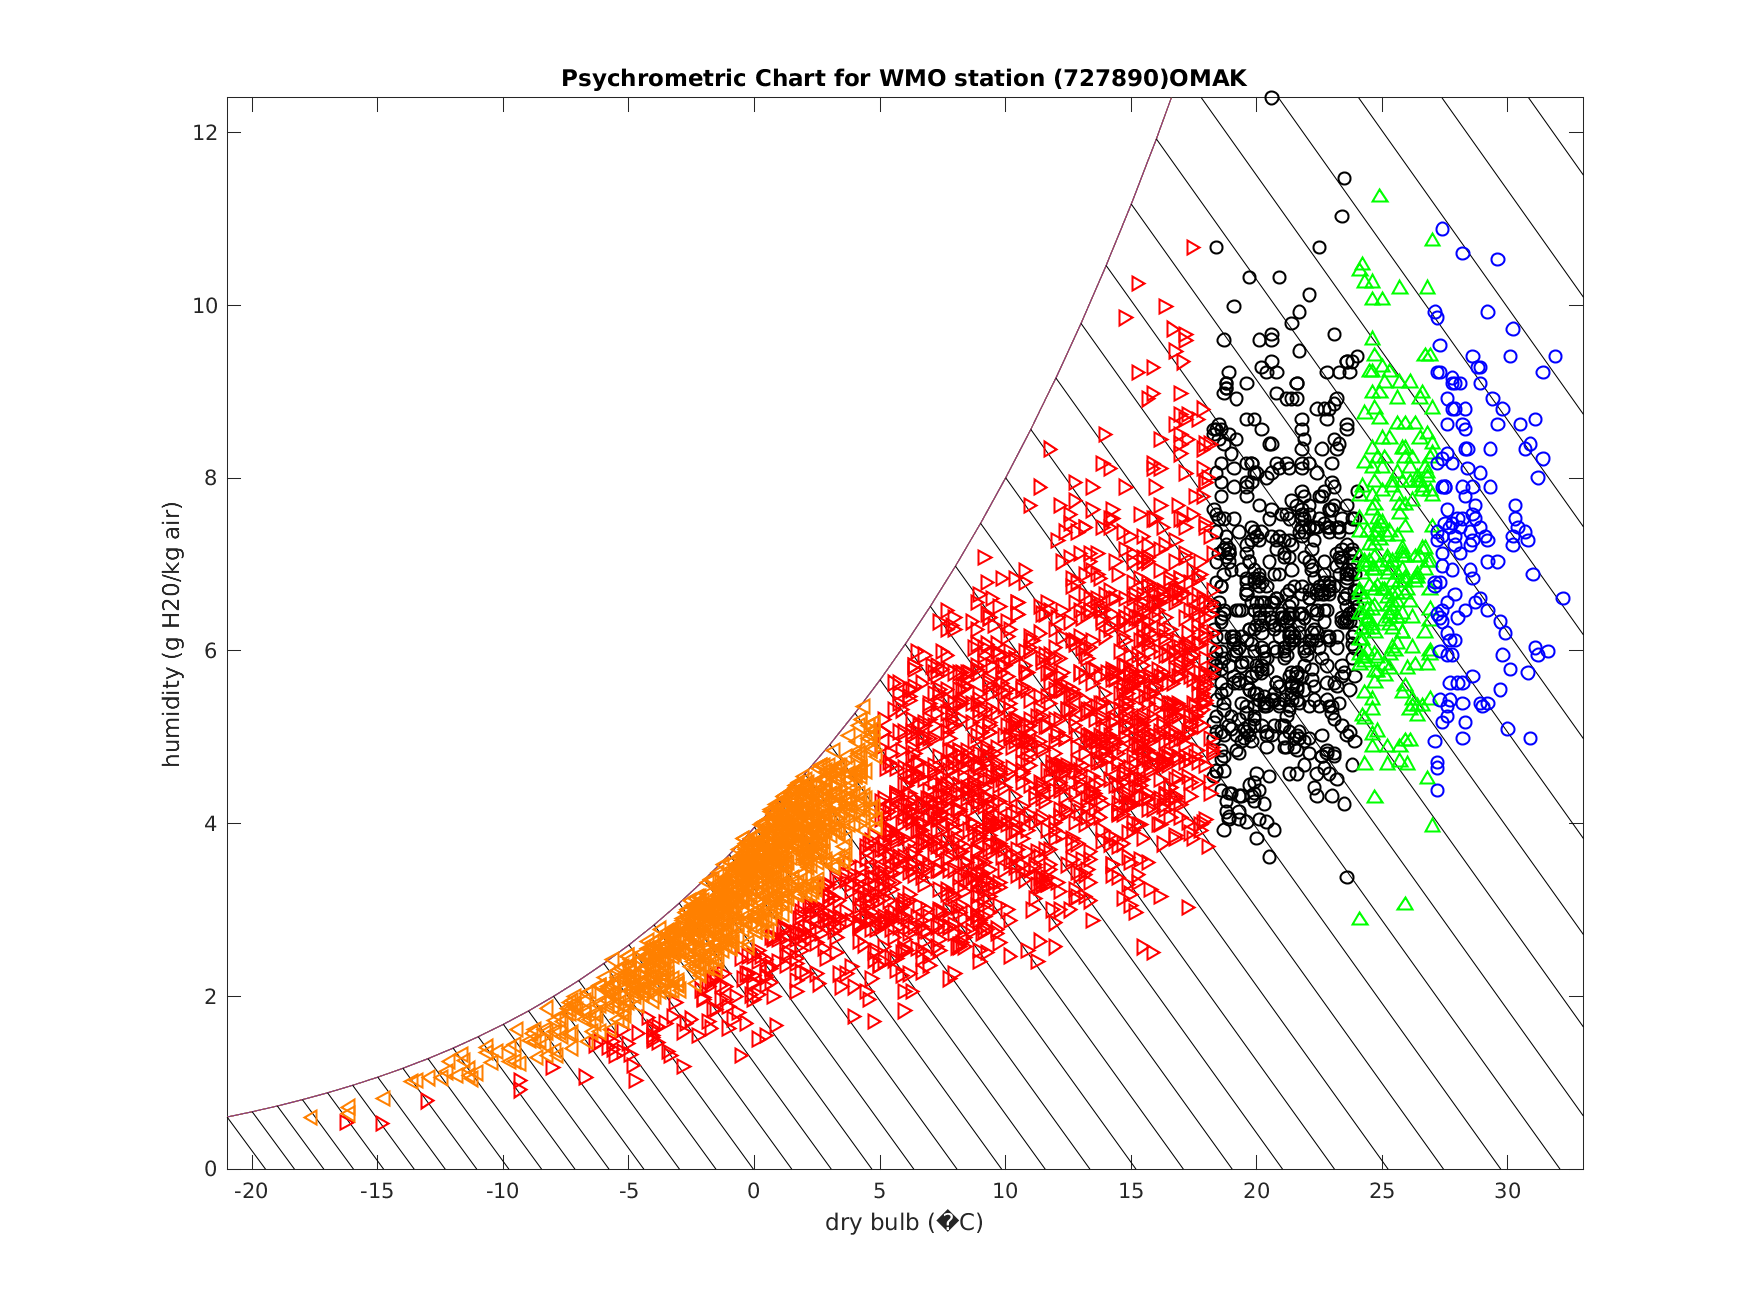 Psychrometric Chart for WMO station (727890)OMAK
humidity (g H20/kg air)
12
10
8
6
4
2
0
-20 -15 -10 -5 0 5 10 15 20 25 30
dry bulb (�C)